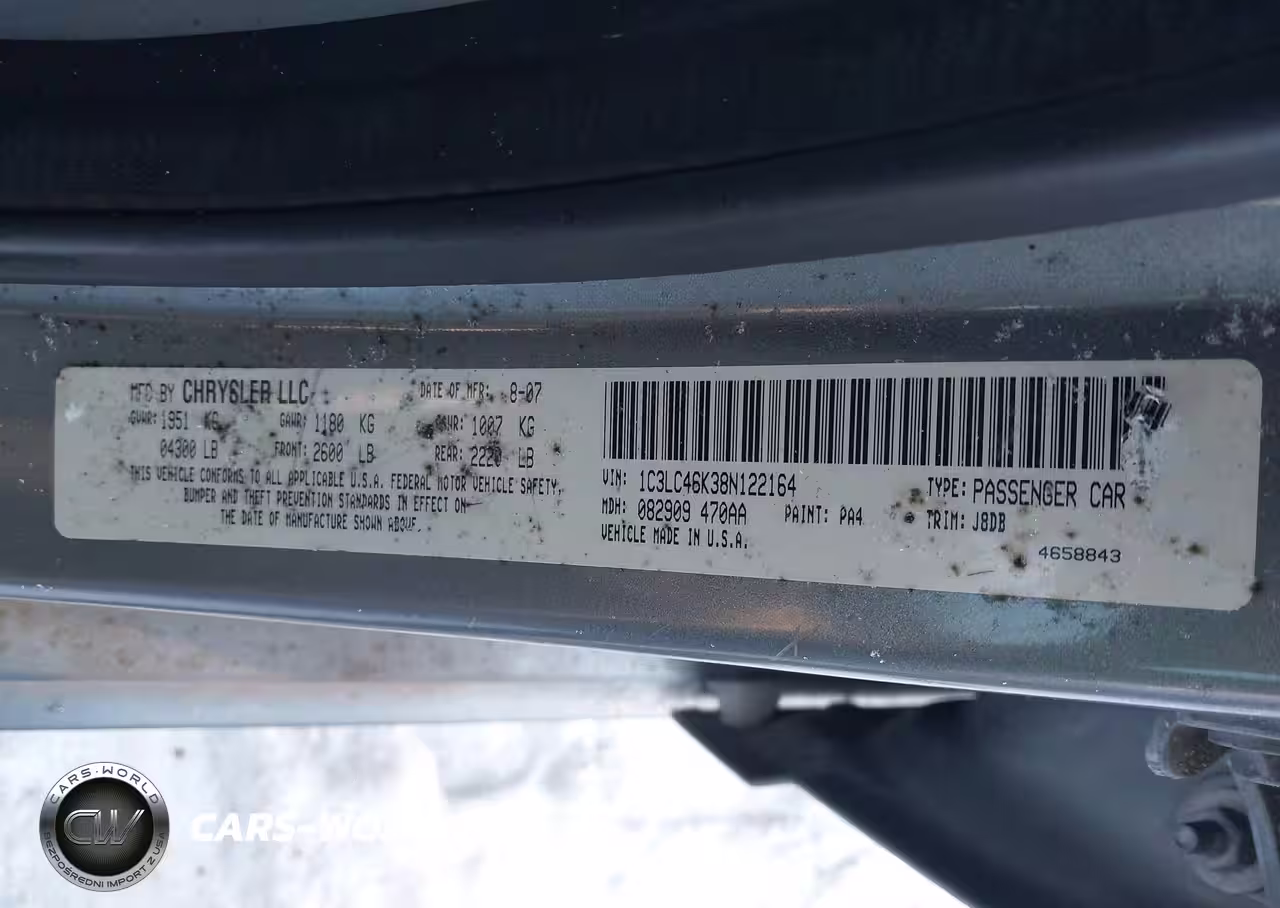 MFD BY CHRYSLER LLC
DATE OF MFR: 8-07
GVWR: 1951 KG GAWR: 1180 KG GAWR: 1007 KG
04300 LB FRONT: 2600 LB REAR: 2220 LB
THIS VEHICLE CONFORMS TO ALL APPLICABLE U.S.A. FEDERAL MOTOR VEHICLE SAFETY,
BUMPER AND THEFT PREVENTION STANDARDS IN EFFECT ON
THE DATE OF MANUFACTURE SHOWN ABOVE.
VIN: 1C3LC46K38N122164 TYPE: PASSENGER CAR
MDH: 082909 470AA PAINT: PA4 TRIM: J8DB
VEHICLE MADE IN U.S.A.
4658843
CARS-WORLD
CW
BEZPOŚREDNI IMPORT Z USA